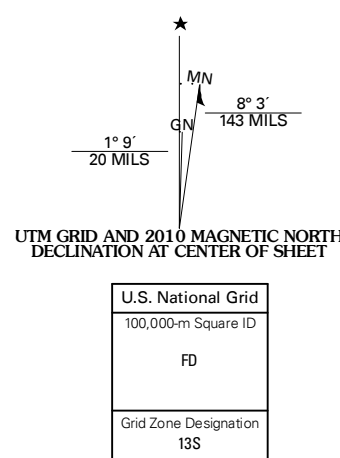 MN
8° 3´
143 MILS
GN
1° 9´
20 MILS
UTM GRID AND 2010 MAGNETIC NORTH
DECLINATION AT CENTER OF SHEET
U.S. National Grid
100,000-m Square ID
FD
Grid Zone Designation
13S